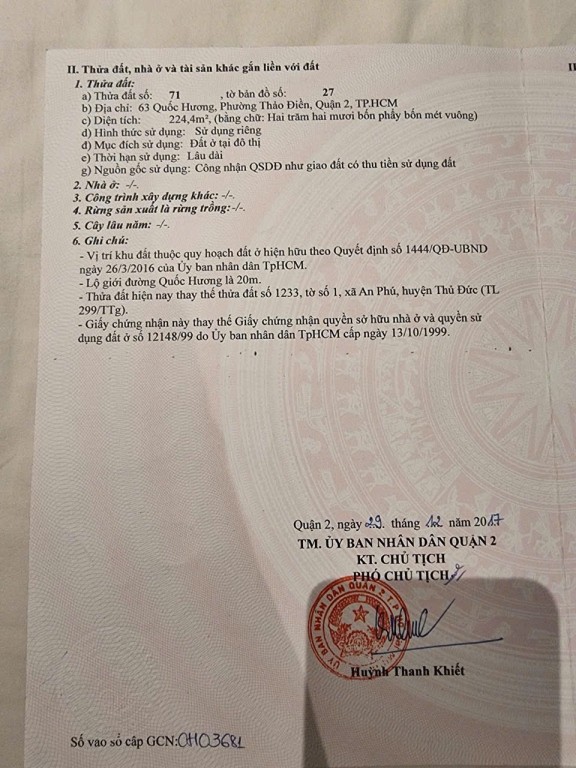 II. Thửa đất, nhà ở và tài sản khác gắn liền với đất
II
1. Thửa đất:
a) Thửa đất số: 71 , tờ bản đồ số: 27
b) Địa chỉ: 63 Quốc Hương, Phường Thảo Điền, Quận 2, TP.HCM
c) Diện tích: 224,4m², (bằng chữ: Hai trăm hai mươi bốn phẩy bốn mét vuông)
d) Hình thức sử dụng: Sử dụng riêng
đ) Mục đích sử dụng: Đất ở tại đô thị
e) Thời hạn sử dụng: Lâu dài
g) Nguồn gốc sử dụng: Công nhận QSDĐ như giao đất có thu tiền sử dụng đất
2. Nhà ở: -/-.
3. Công trình xây dựng khác: -/-.
4. Rừng sản xuất là rừng trồng:-/-.
5. Cây lâu năm: -/-.
6. Ghi chú:
- Vị trí khu đất thuộc quy hoạch đất ở hiện hữu theo Quyết định số 1444/QĐ-UBND
ngày 26/3/2016 của Ủy ban nhân dân TpHCM.
- Lộ giới đường Quốc Hương là 20m.
- Thửa đất hiện nay thay thế thửa đất số 1233, tờ số 1, xã An Phú, huyện Thủ Đức (TL
299/TTg).
- Giấy chứng nhận này thay thế Giấy chứng nhận quyền sở hữu nhà ở và quyền sử
dụng đất ở số 12148/99 do Ủy ban nhân dân TpHCM cấp ngày 13/10/1999.
Quận 2, ngày 29. tháng 12 năm 2017
TM. ỦY BAN NHÂN DÂN QUẬN 2
KT. CHỦ TỊCH
PHÓ CHỦ TỊCH
ỦY BAN NHÂN DÂN QUẬN 2 T.P
Huỳnh Thanh Khiết
Số vào sổ cấp GCN: CH03681